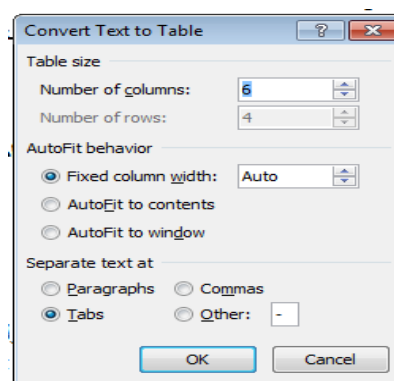 Convert Text to Table
Table size
Number of columns: 6
Number of rows: 4
AutoFit behavior
Fixed column width: Auto
AutoFit to contents
AutoFit to window
Separate text at
Paragraphs Commas
Tabs Other: -
OK Cancel